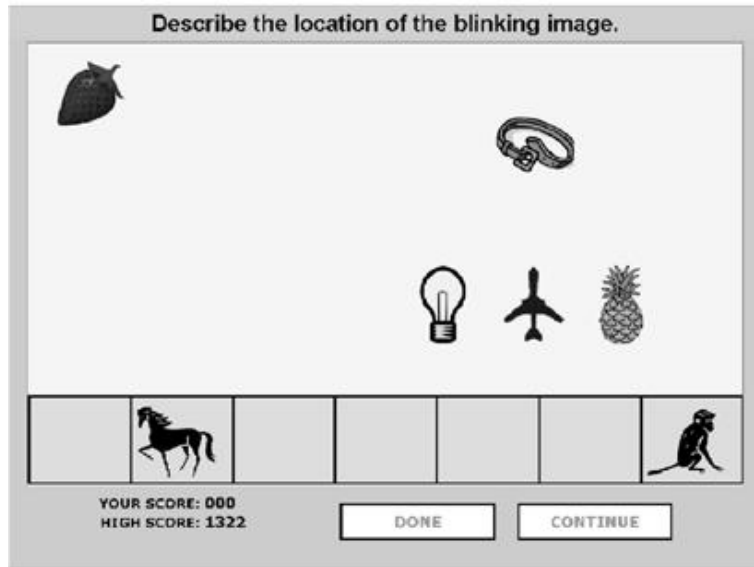 Describe the location of the blinking image.
YOUR SCORE: 000
HIGH SCORE: 1322
DONE
CONTINUE